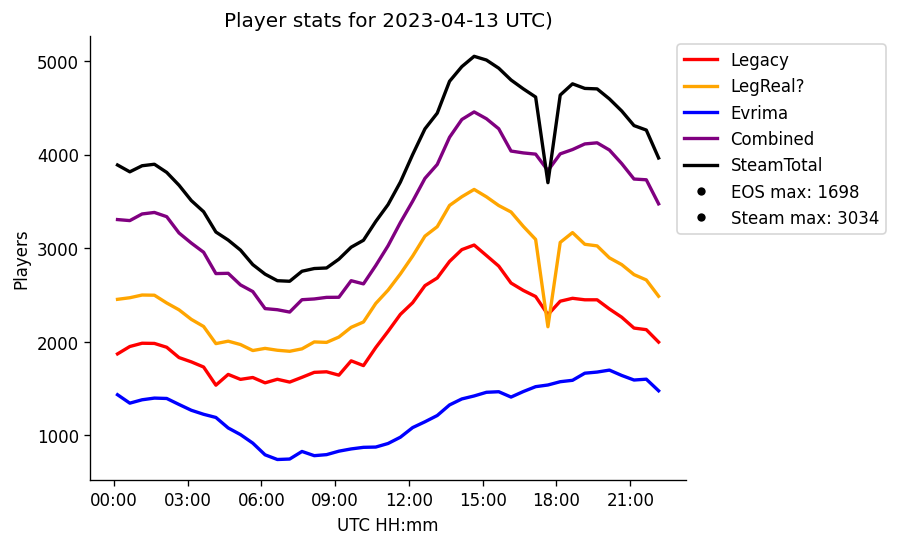 Player stats for 2023-04-13 UTC)
Legacy
LegReal?
Evrima
Combined
SteamTotal
EOS max: 1698
Steam max: 3034
Players
5000
4000
3000
2000
1000
00:00 03:00 06:00 09:00 12:00 15:00 18:00 21:00
UTC HH:mm